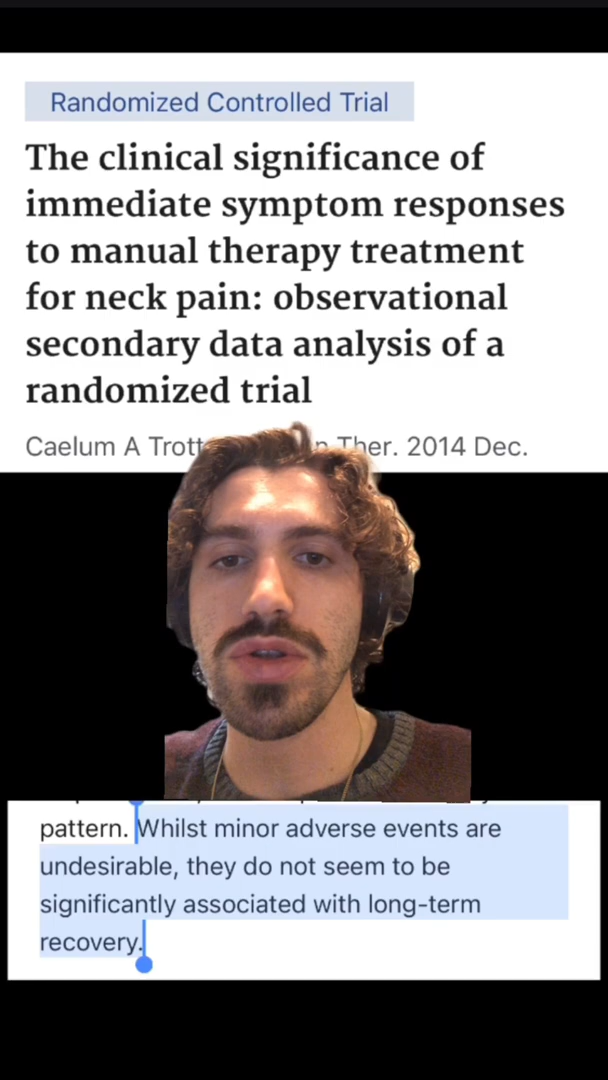 Randomized Controlled Trial
The clinical significance of
immediate symptom responses
to manual therapy treatment
for neck pain: observational
secondary data analysis of a
randomized trial
Caelum A Trott Ther. 2014 Dec.
pattern. Whilst minor adverse events are
undesirable, they do not seem to be
significantly associated with long-term
recovery.